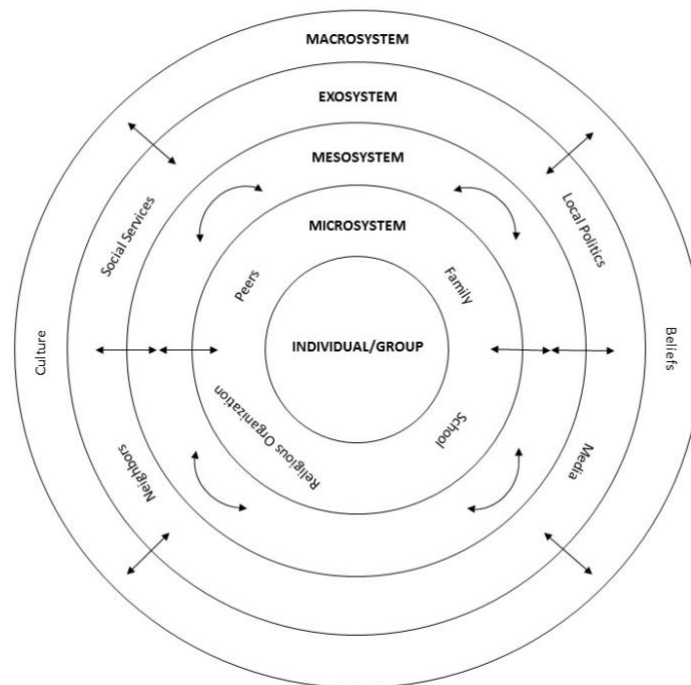 MACROSYSTEM
EXOSYSTEM
MESOSYSTEM
MICROSYSTEM
Social Services
Local Politics
Peers
Family
Culture
INDIVIDUAL/GROUP
Beliefs
Religious Organization
School
Neighbors
Media